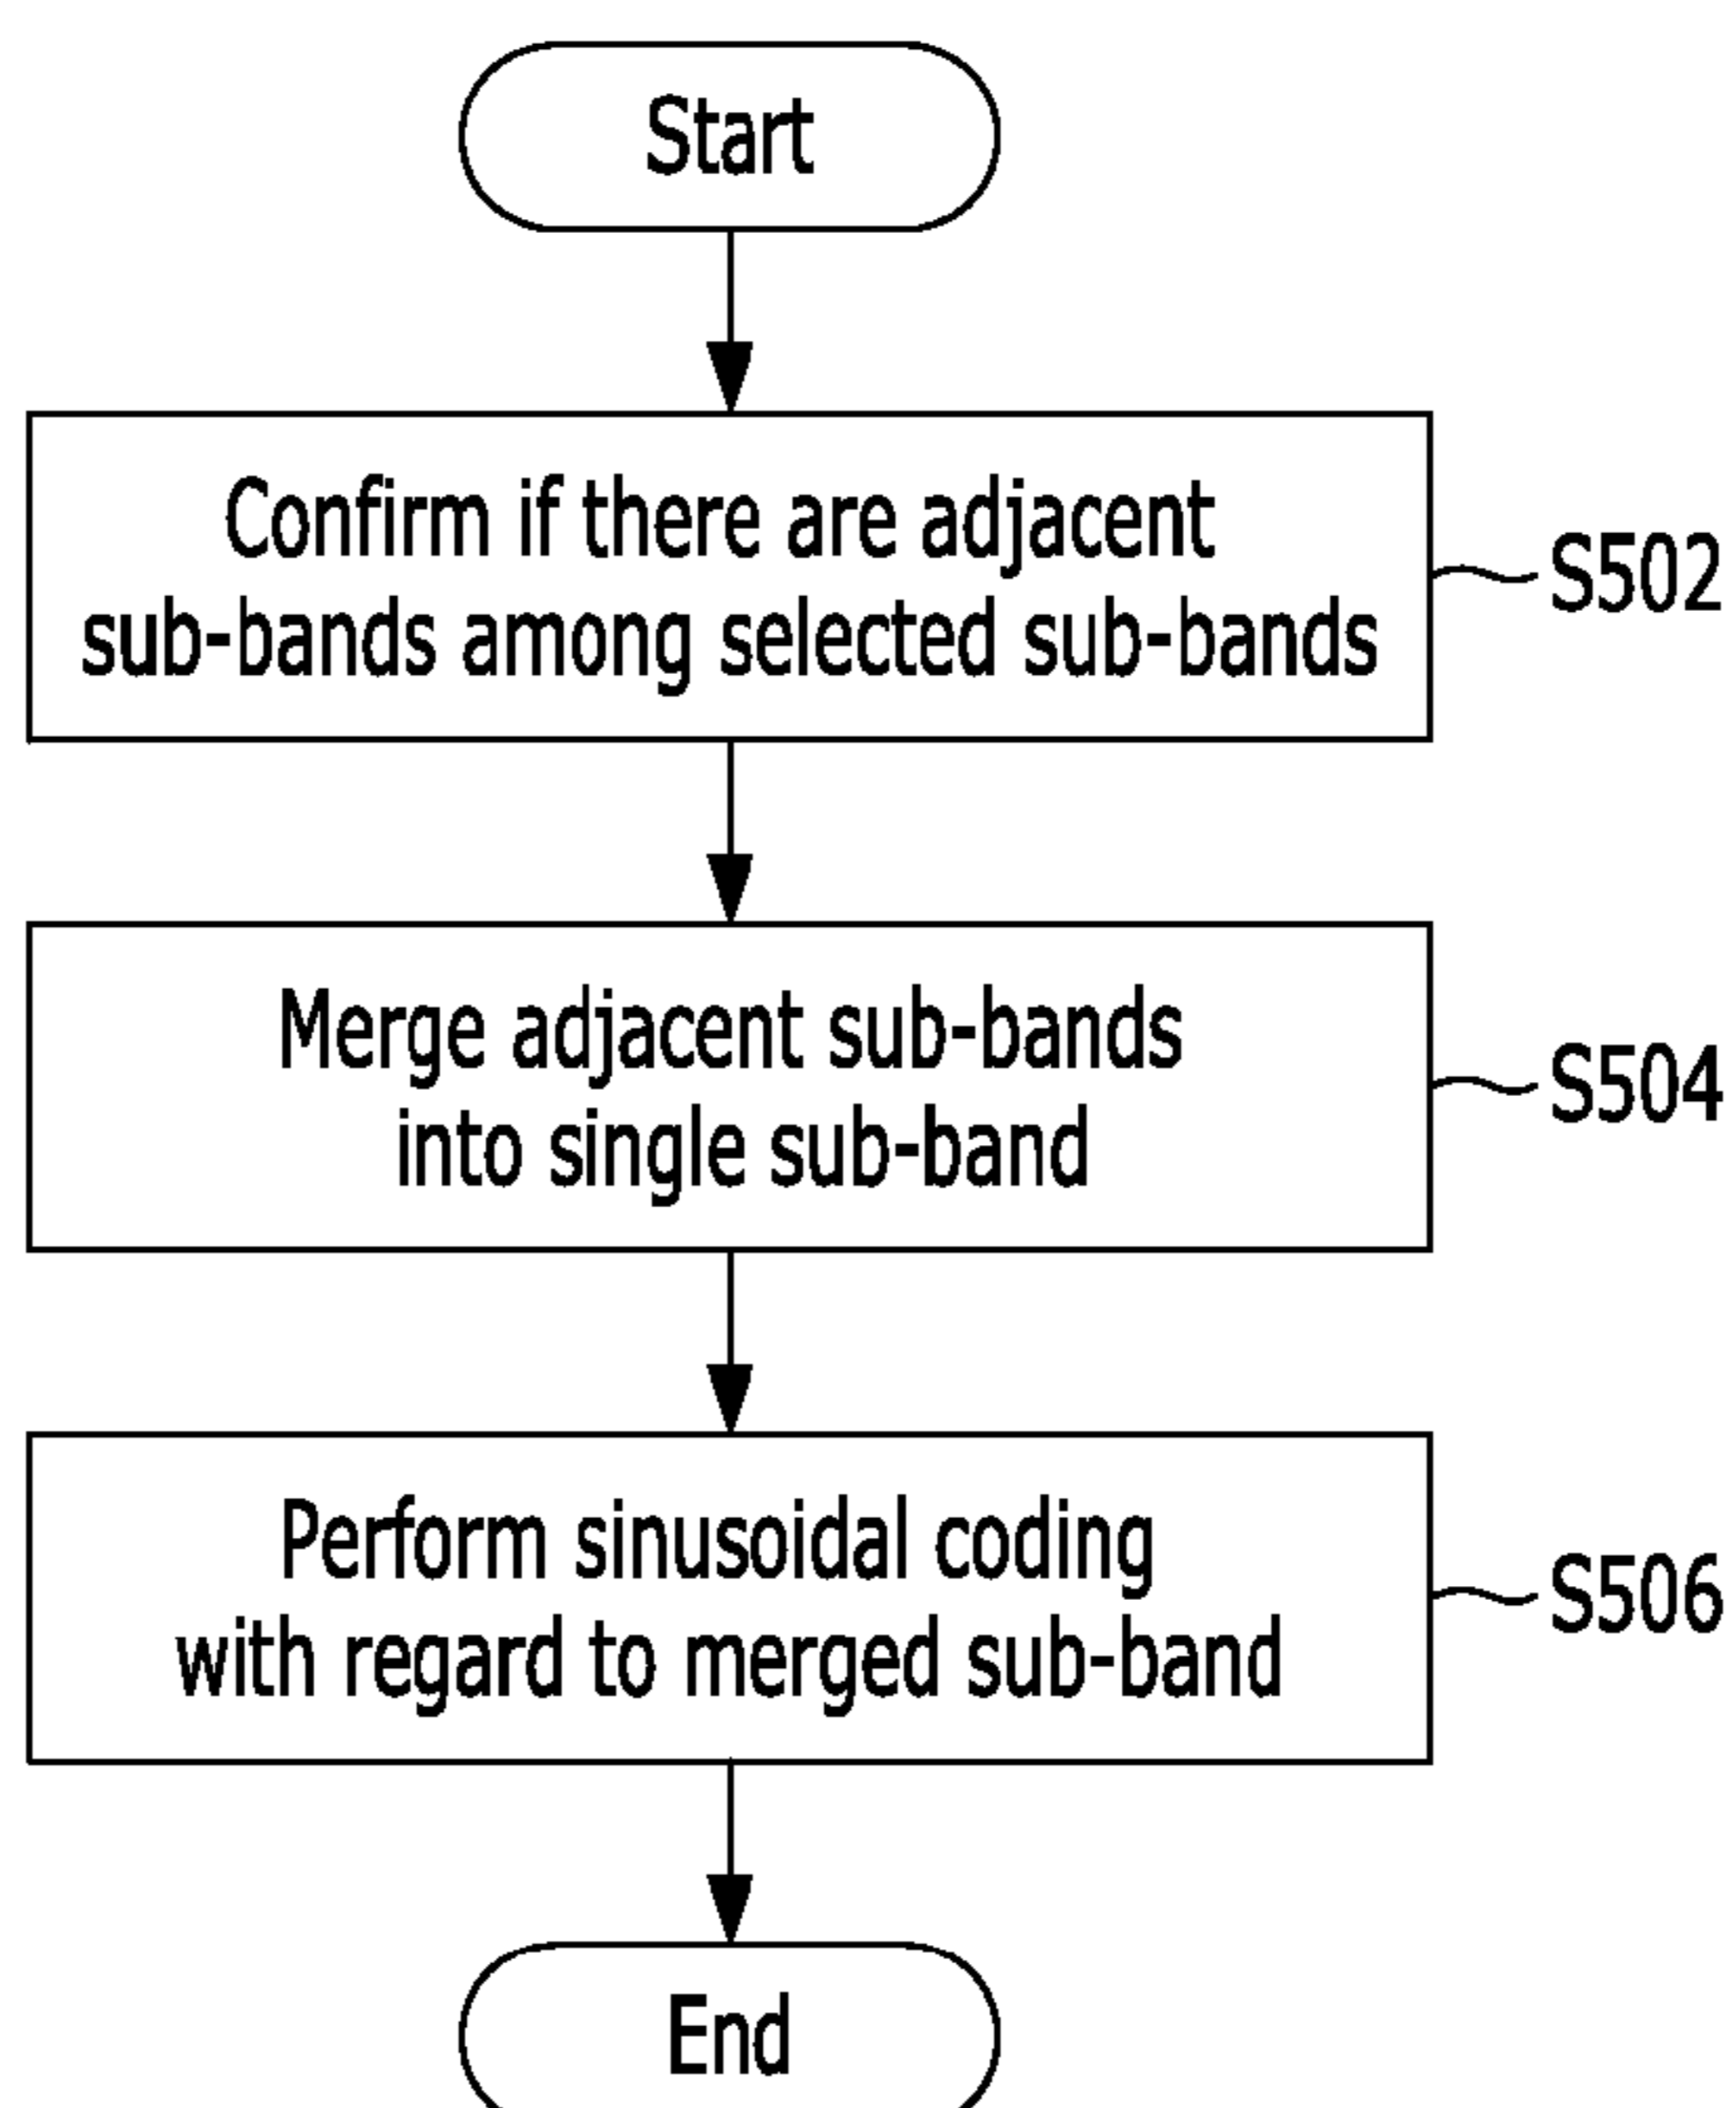 Start
Confirm if there are adjacent
sub-bands among selected sub-bands
S502
Merge adjacent sub-bands
into single sub-band
S504
Perform sinusoidal coding
with regard to merged sub-band
S506
End